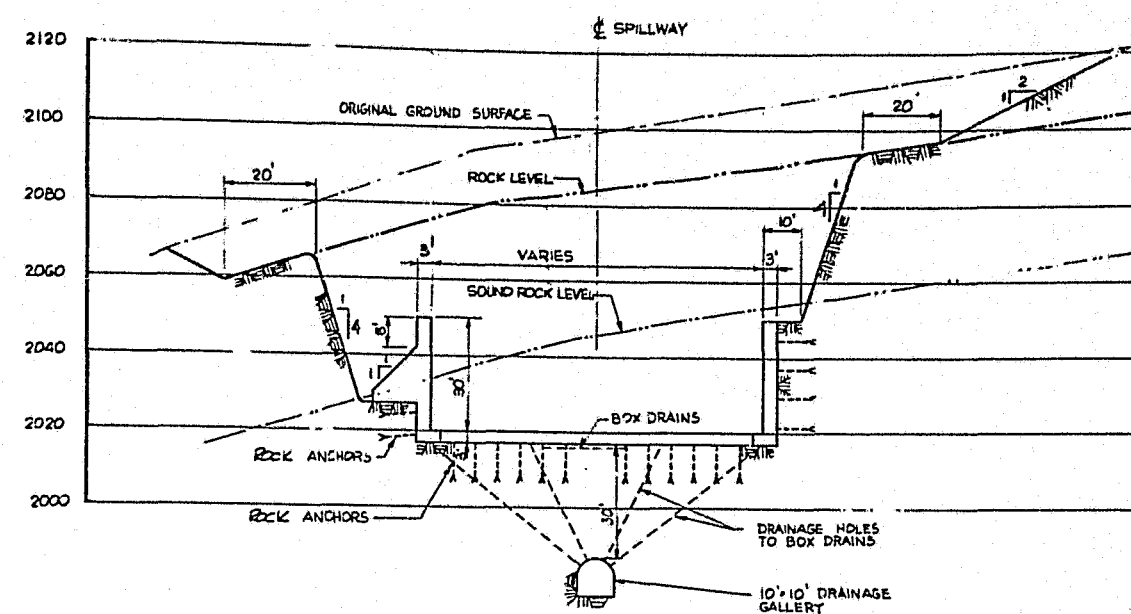 ℄ SPILLWAY
2120
2
1
20'
2100
ORIGINAL GROUND SURFACE
20'
ROCK LEVEL
2080
1
4
10'
3'
VARIES
3'
2060
SOUND ROCK LEVEL
1
4
8'
2040
1
1
30'
2020
BOX DRAINS
ROCK ANCHORS
2000
ROCK ANCHORS
30'
DRAINAGE HOLES
TO BOX DRAINS
10'×10' DRAINAGE
GALLERY